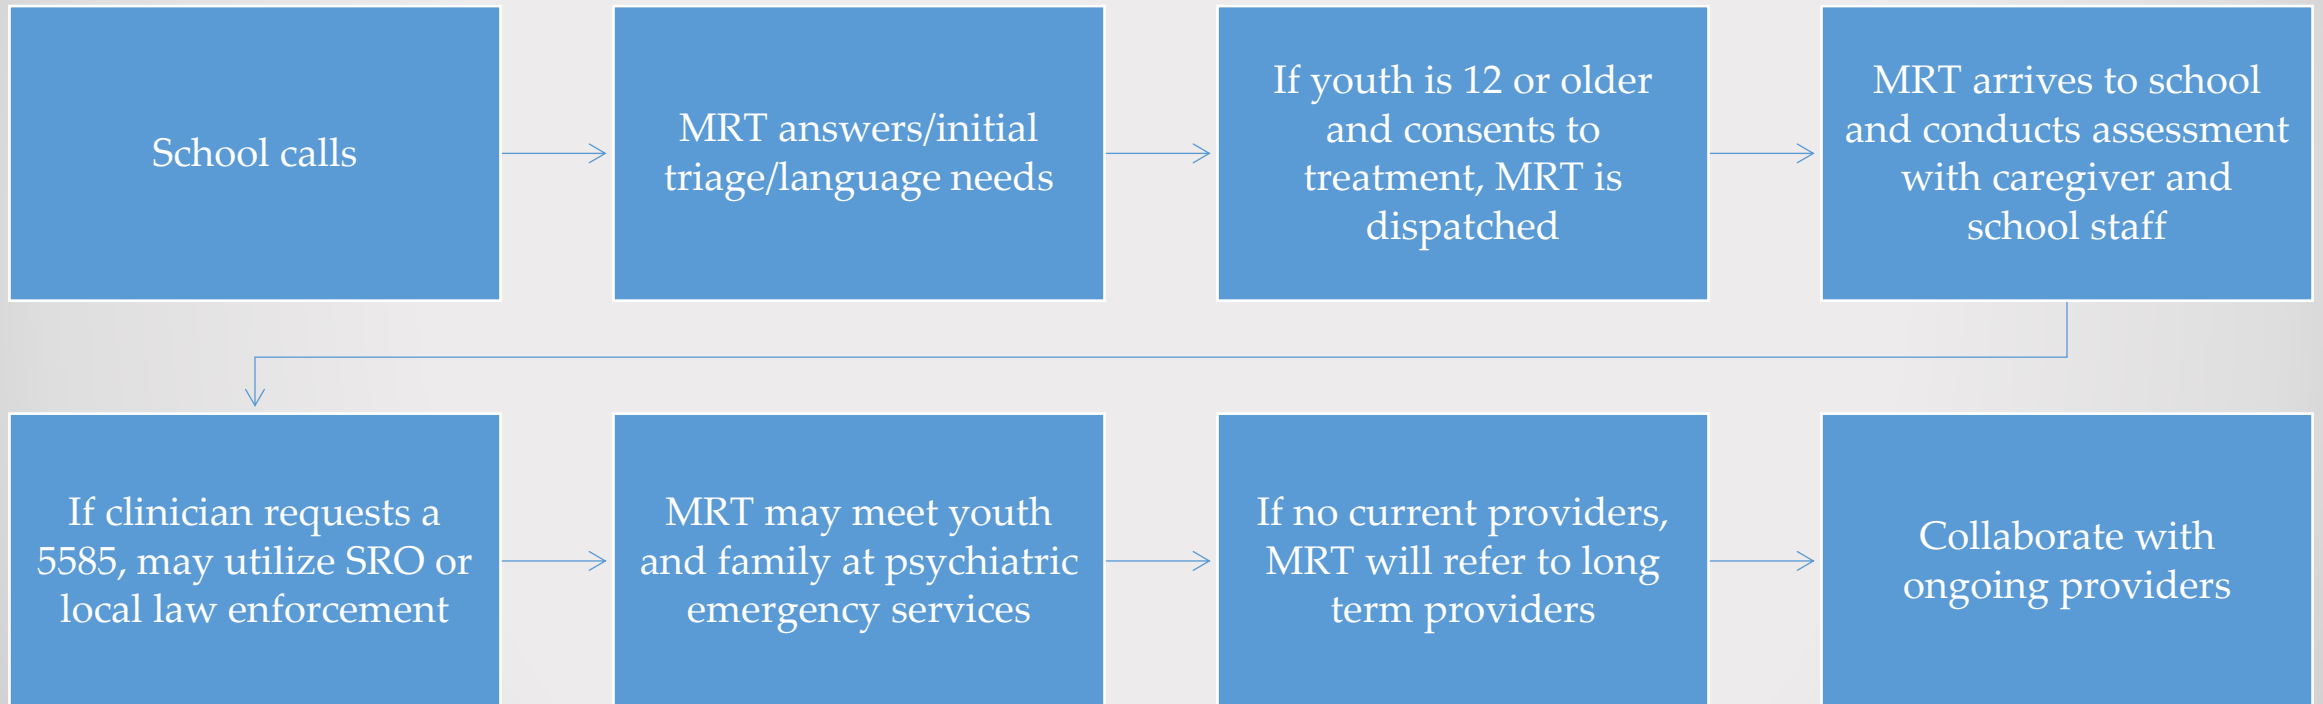 School calls
MRT answers/initial
triage/language needs
If youth is 12 or older
and consents to
treatment, MRT is
dispatched
MRT arrives to school
and conducts assessment
with caregiver and
school staff
If clinician requests a
5585, may utilize SRO or
local law enforcement
MRT may meet youth
and family at psychiatric
emergency services
If no current providers,
MRT will refer to long
term providers
Collaborate with
ongoing providers